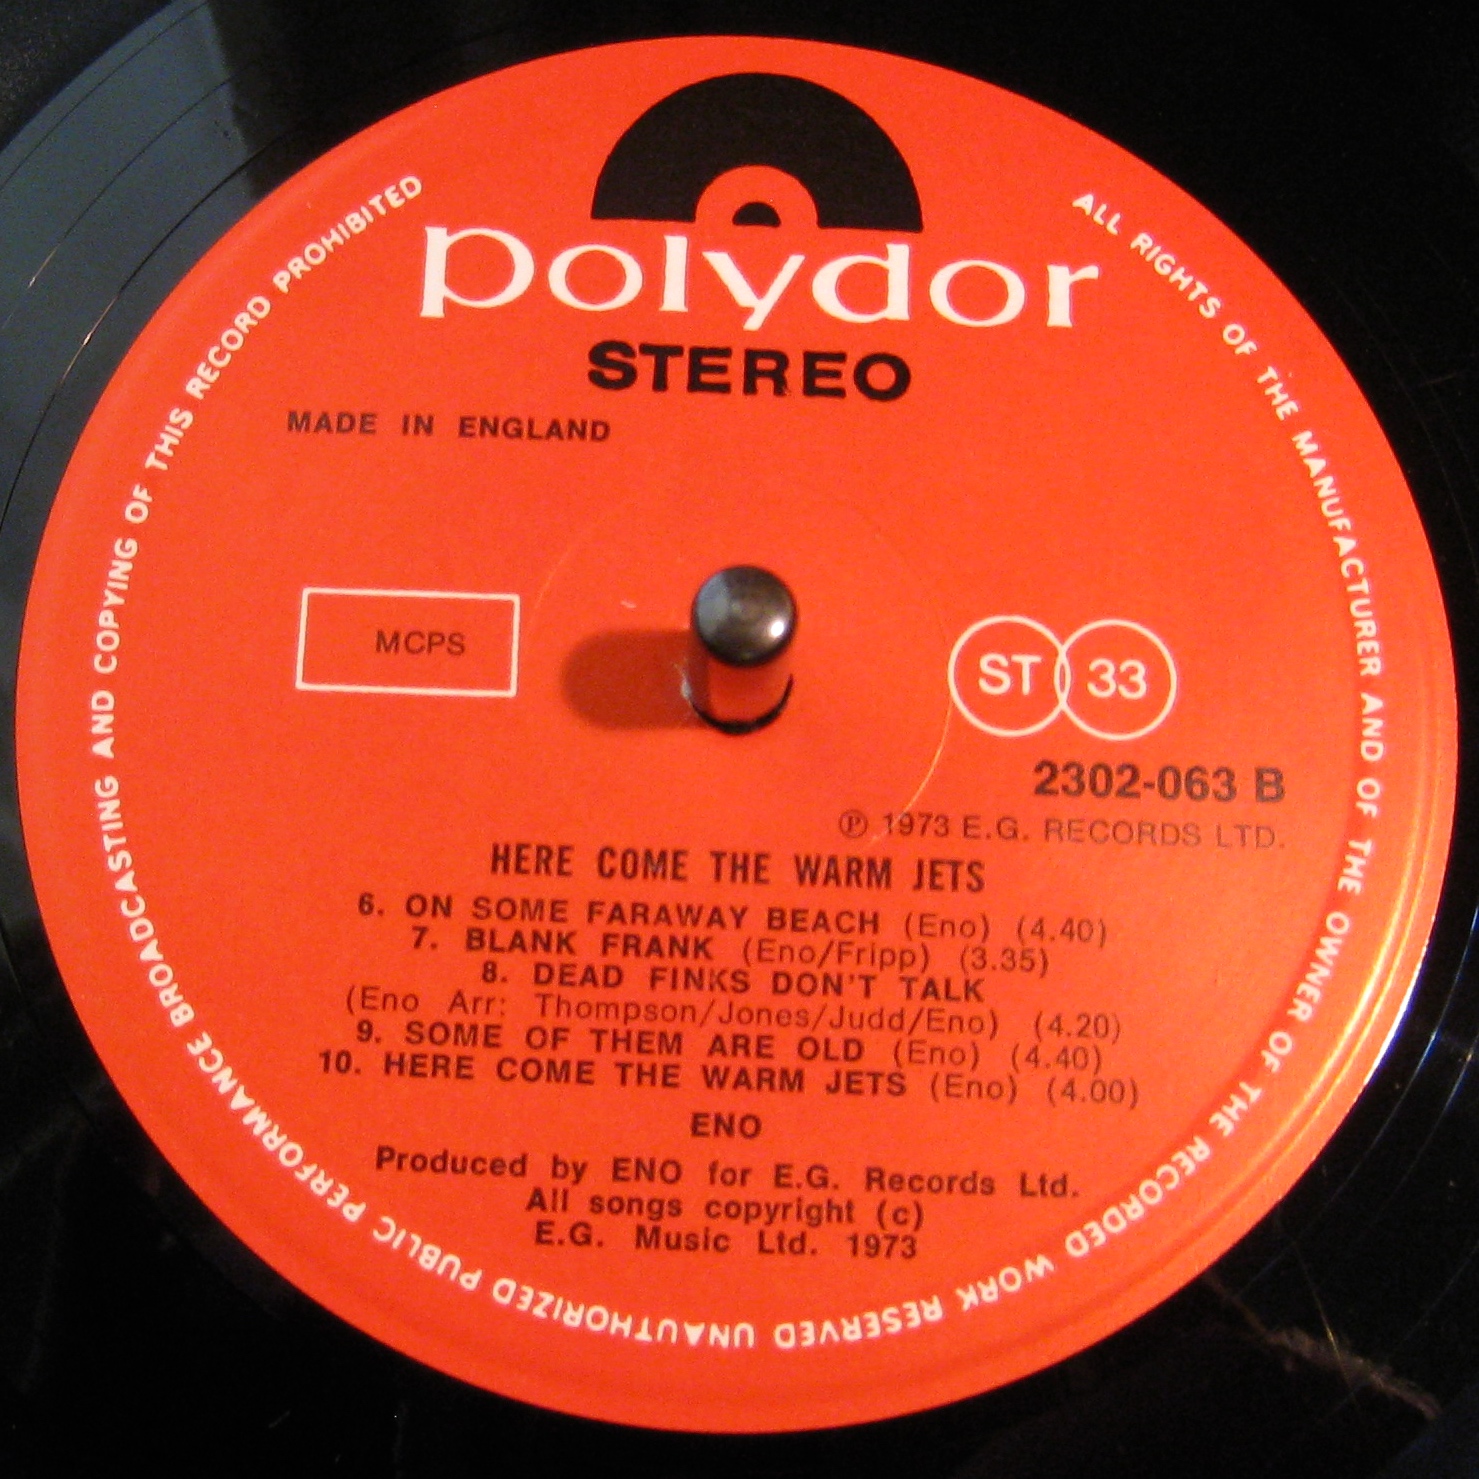 polydor
STEREO
MADE IN ENGLAND
MCPS
ST 33
2302-063 B
℗ 1973 E.G. RECORDS LTD.
HERE COME THE WARM JETS
6. ON SOME FARAWAY BEACH (Eno) (4.40)
7. BLANK FRANK (Eno/Fripp) (3.35)
8. DEAD FINKS DON'T TALK
(Eno Arr: Thompson/Jones/Judd/Eno) (4.20)
9. SOME OF THEM ARE OLD (Eno) (4.40)
10. HERE COME THE WARM JETS (Eno) (4.00)
ENO
Produced by ENO for E.G. Records Ltd.
All songs copyright (c)
E.G. Music Ltd. 1973
ALL RIGHTS OF THE MANUFACTURER AND OF THE OWNER OF THE RECORDED WORK RESERVED UNAUTHORIZED PUBLIC PERFORMANCE BROADCASTING AND COPYING OF THIS RECORD PROHIBITED